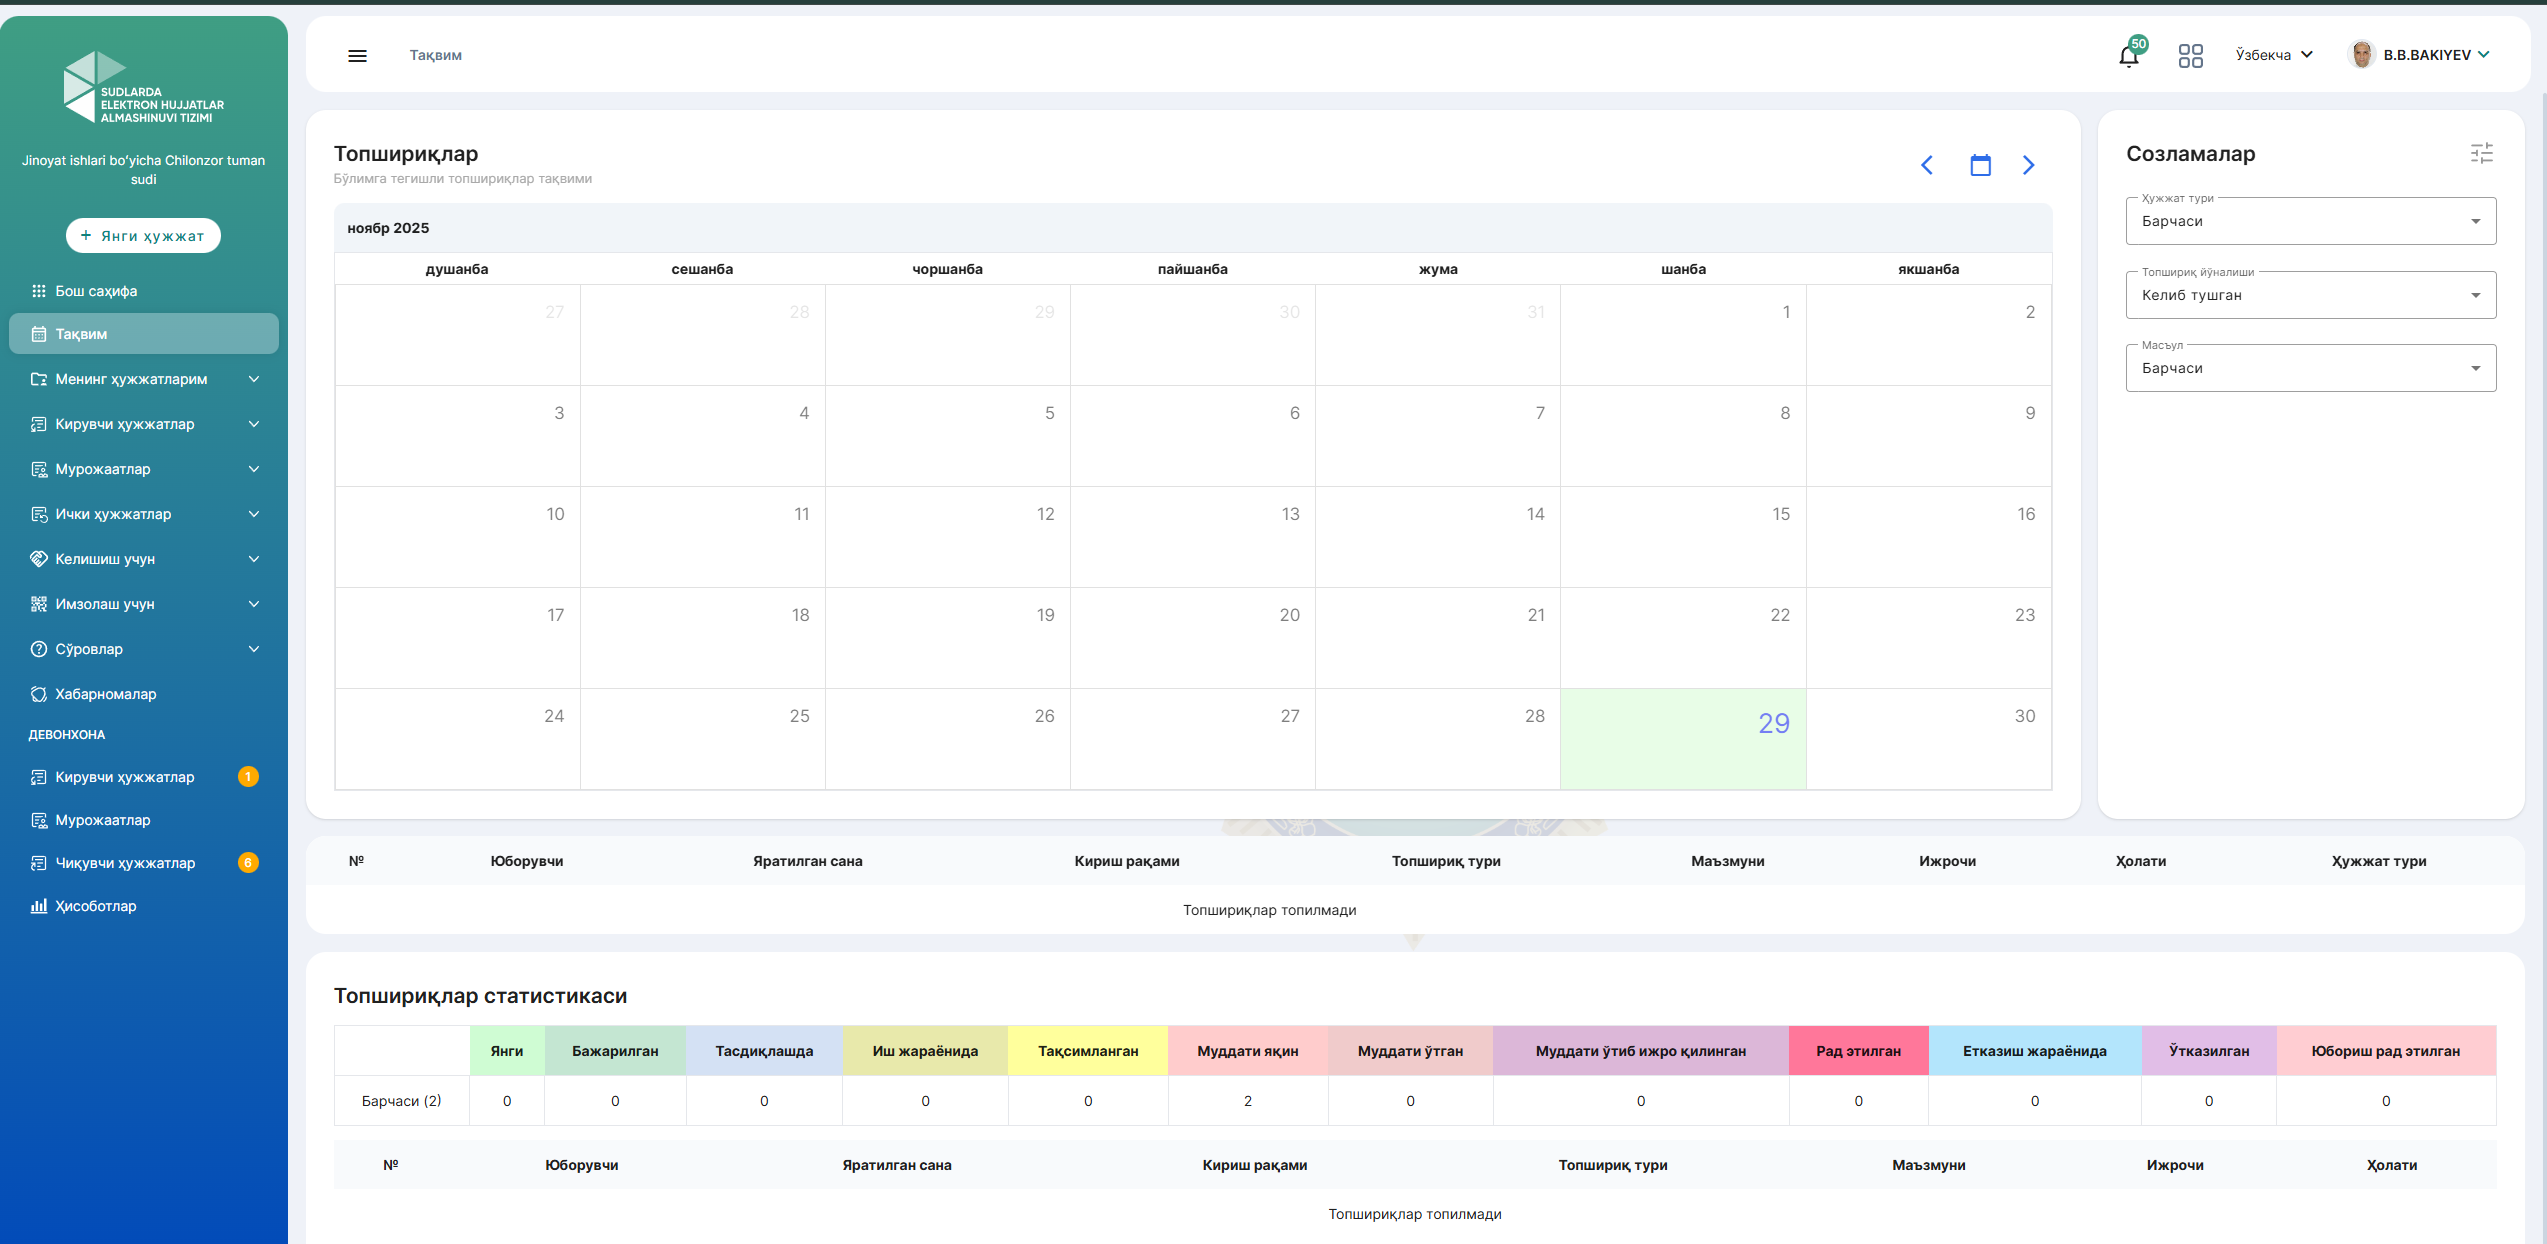 SUDLARDA
ELEKTRON HUJJATLAR
ALMASHINUVI TIZIMI
Jinoyat ishlari bo'yicha Chilonzor tuman
sudi
+ Янги ҳужжат
Бош саҳифа
Тақвим
Менинг ҳужжатларим
Кирувчи ҳужжатлар
Мурожаатлар
Ички ҳужжатлар
Келишиш учун
Имзолаш учун
Сўровлар
Хабарномалар
ДЕВОНХОНА
Кирувчи ҳужжатлар 1
Мурожаатлар
Чиқувчи ҳужжатлар 6
Ҳисоботлар
Тақвим 50 Ўзбекча B.B.BAKIYEV
Топшириқлар
Бўлимга тегишли топшириқлар тақвими
ноябр 2025
душанба сешанба чоршанба пайшанба жума шанба якшанба
27 28 29 30 31 1 2
3 4 5 6 7 8 9
10 11 12 13 14 15 16
17 18 19 20 21 22 23
24 25 26 27 28 29 30
Созламалар
Ҳужжат тури
Барчаси
Топшириқ йўналиши
Келиб тушган
Масъул
Барчаси
№ Юборувчи Яратилган сана Кириш рақами Топшириқ тури Маъзмуни Ижрочи Ҳолати Ҳужжат тури
Топшириқлар топилмади
Топшириқлар статистикаси
Янги Бажарилган Тасдиқлашда Иш жараёнида Тақсимланган Муддати яқин Муддати ўтган Муддати ўтиб ижро қилинган Рад этилган Етказиш жараёнида Ўтказилган Юбориш рад этилган
Барчаси (2) 0 0 0 0 0 2 0 0 0 0 0 0
№ Юборувчи Яратилган сана Кириш рақами Топшириқ тури Маъзмуни Ижрочи Ҳолати
Топшириқлар топилмади